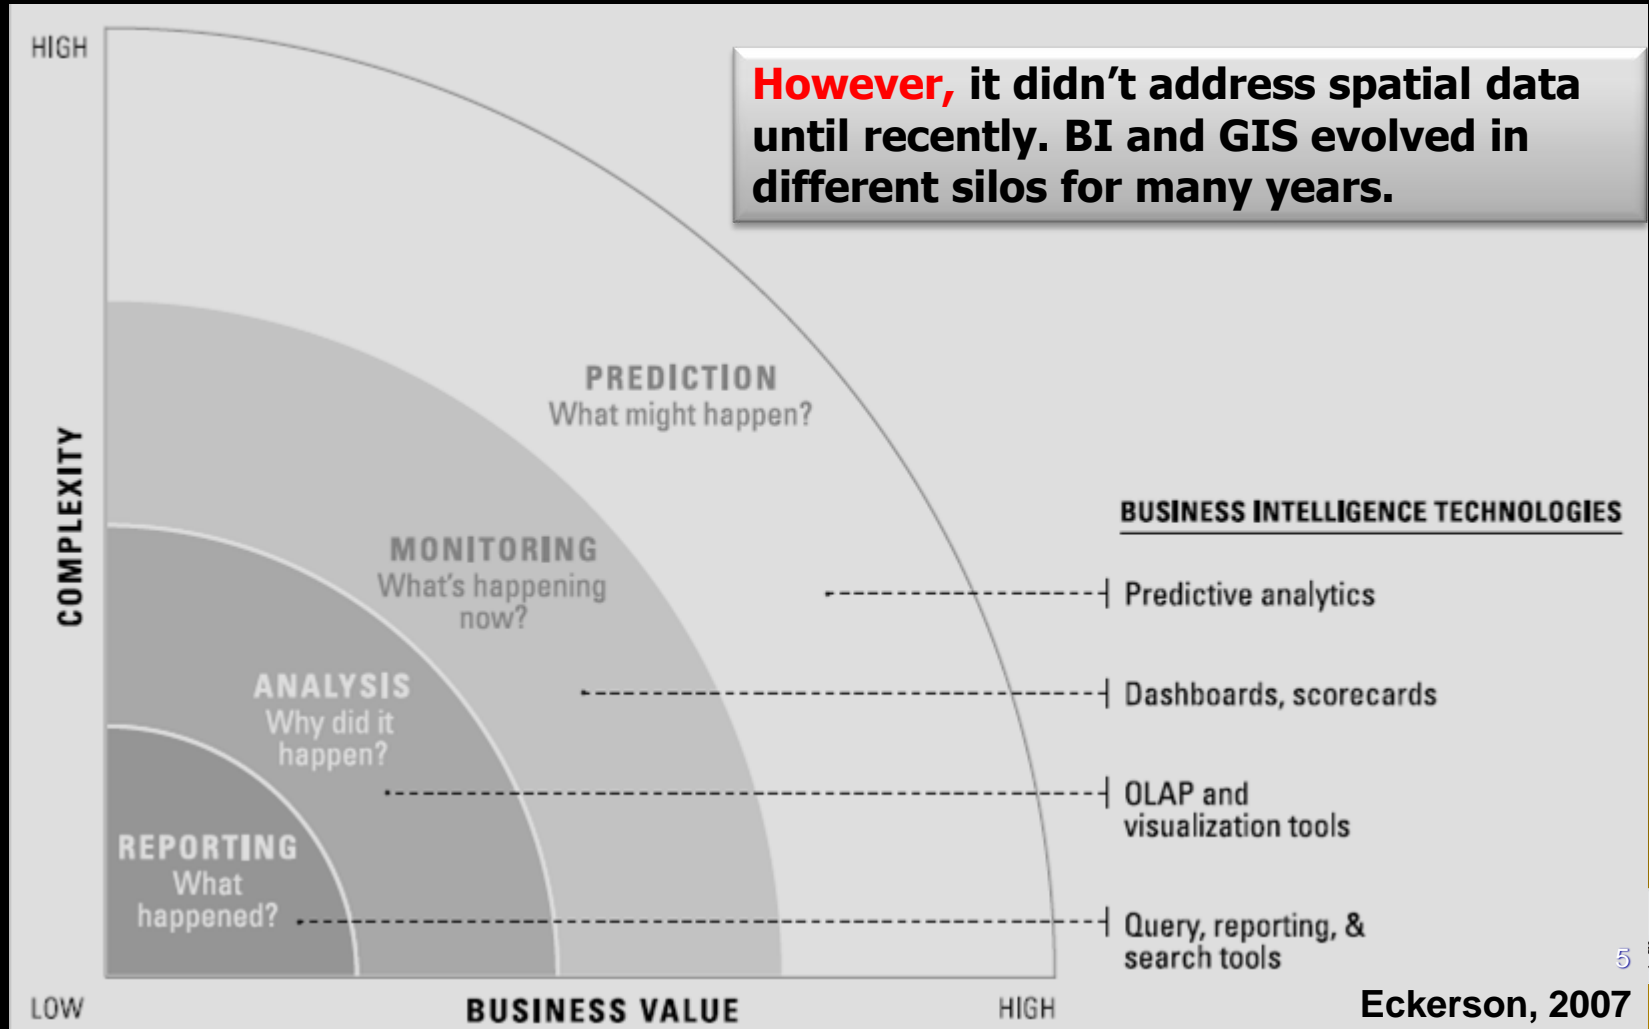 HIGH
However, it didn’t address spatial data
until recently. BI and GIS evolved in
different silos for many years.
PREDICTION
What might happen?
COMPLEXITY
MONITORING
What's happening
now?
ANALYSIS
Why did it
happen?
REPORTING
What
happened?
BUSINESS INTELLIGENCE TECHNOLOGIES
Predictive analytics
Dashboards, scorecards
OLAP and
visualization tools
Query, reporting, &
search tools
5
LOW
BUSINESS VALUE
HIGH
Eckerson, 2007